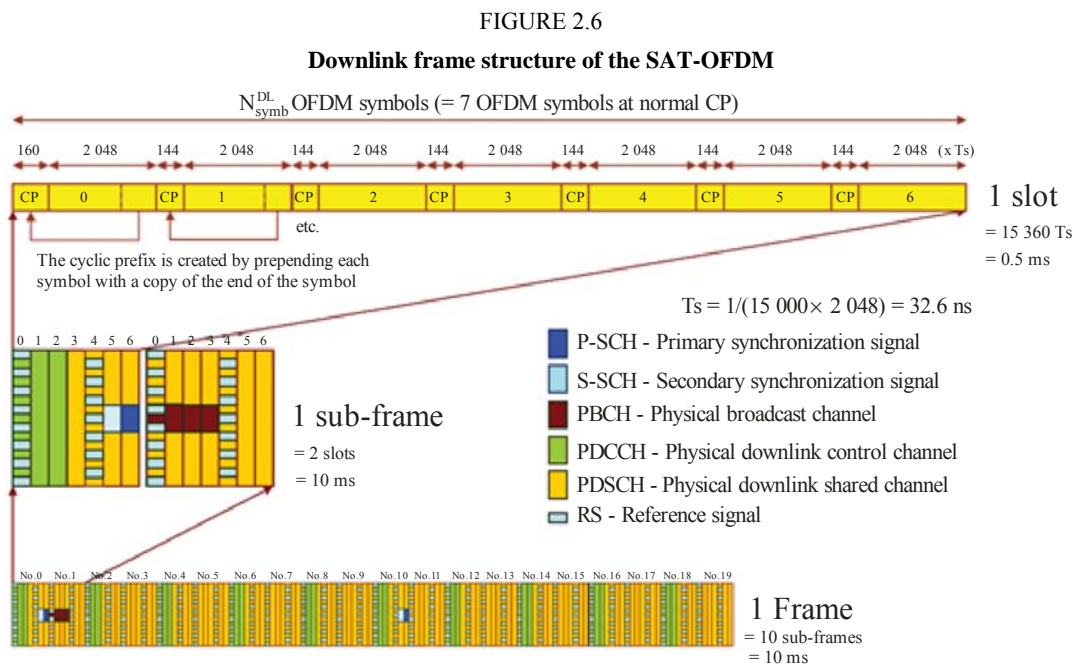 FIGURE 2.6
Downlink frame structure of the SAT-OFDM
N DL symb OFDM symbols (= 7 OFDM symbols at normal CP)
160 2 048 144 2 048 144 2 048 144 2 048 144 2 048 144 2 048 144 2 048 (x Ts)
CP 0 CP 1 CP 2 CP 3 CP 4 CP 5 CP 6
1 slot
= 15 360 Ts
= 0.5 ms
etc.
The cyclic prefix is created by prepending each
symbol with a copy of the end of the symbol
Ts = 1/(15 000× 2 048) = 32.6 ns
0 1 2 3 4 5 6 0 1 2 3 4 5 6
1 sub-frame
= 2 slots
= 10 ms
P-SCH - Primary synchronization signal
S-SCH - Secondary synchronization signal
PBCH - Physical broadcast channel
PDCCH - Physical downlink control channel
PDSCH - Physical downlink shared channel
RS - Reference signal
No.0 No.1 No.2 No.3 No.4 No.5 No.6 No.7 No.8 No.9 No.10 No.11 No.12 No.13 No.14 No.15 No.16 No.17 No.18 No.19
1 Frame
= 10 sub-frames
= 10 ms